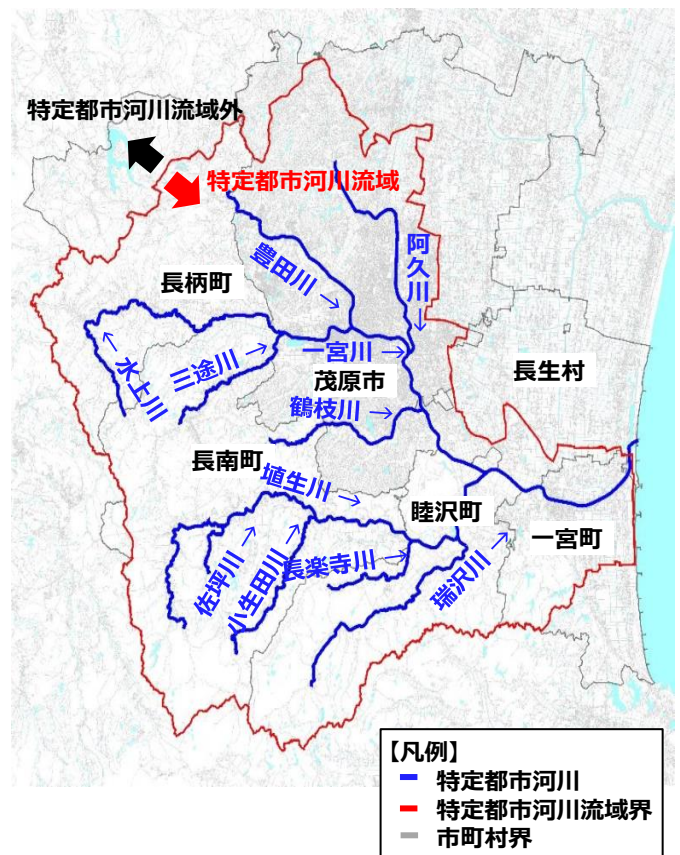 特定都市河川流域外
特定都市河川流域
阿久川→
豊田川→
長柄町
←水上川
三途川→
一宮川→
茂原市
長生村
鶴枝川→
長南町
埴生川→
睦沢町
一宮町
佐坪川→
小生田川→
長楽寺川→
瑞沢川→
【凡例】
特定都市河川
特定都市河川流域界
市町村界